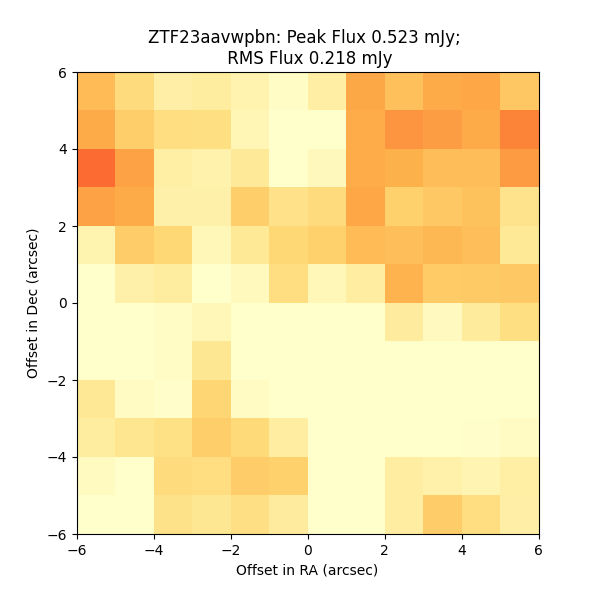 ZTF23aavwpbn: Peak Flux 0.523 mJy;
RMS Flux 0.218 mJy
6
4
2
0
−2
−4
−6
Offset in Dec (arcsec)
−6 −4 −2 0 2 4 6
Offset in RA (arcsec)